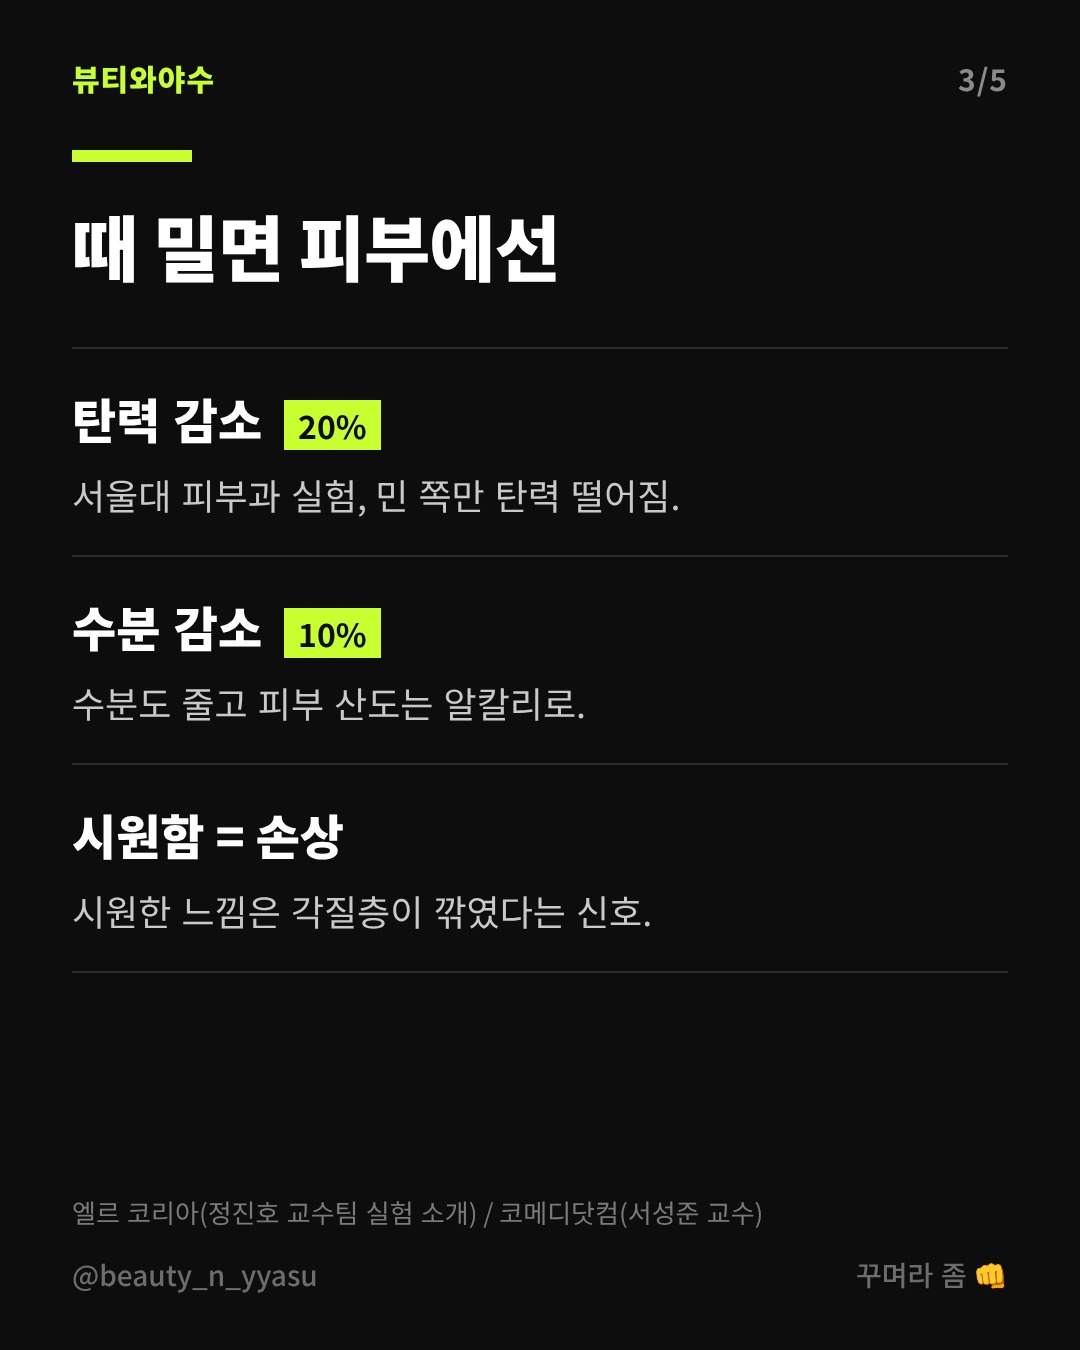 뷰티와야수
3/5
때 밀면 피부에선
탄력 감소 20%
서울대 피부과 실험, 민 쪽만 탄력 떨어짐.
수분 감소 10%
수분도 줄고 피부 산도는 알칼리로.
시원함 = 손상
시원한 느낌은 각질층이 깎였다는 신호.
엘르 코리아(정진호 교수팀 실험 소개) / 코메디닷컴(서성준 교수)
@beauty_n_yyasu
꾸며라 좀 👊